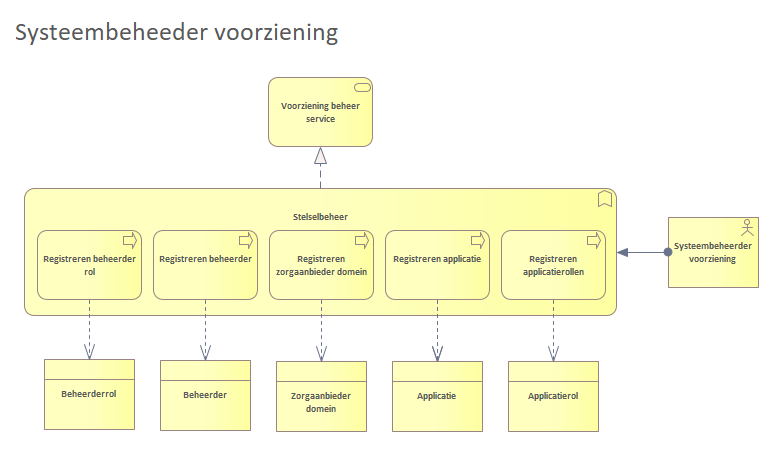 Systeembeheeder voorziening
Voorziening beheer
service
Stelselbeheer
Registreren beheerder
rol
Registreren beheerder
Registreren
zorgaanbieder domein
Registreren applicatie
Registreren
applicatierollen
Systeembeheerder
voorziening
Beheerderrol
Beheerder
Zorgaanbieder
domein
Applicatie
Applicatierol